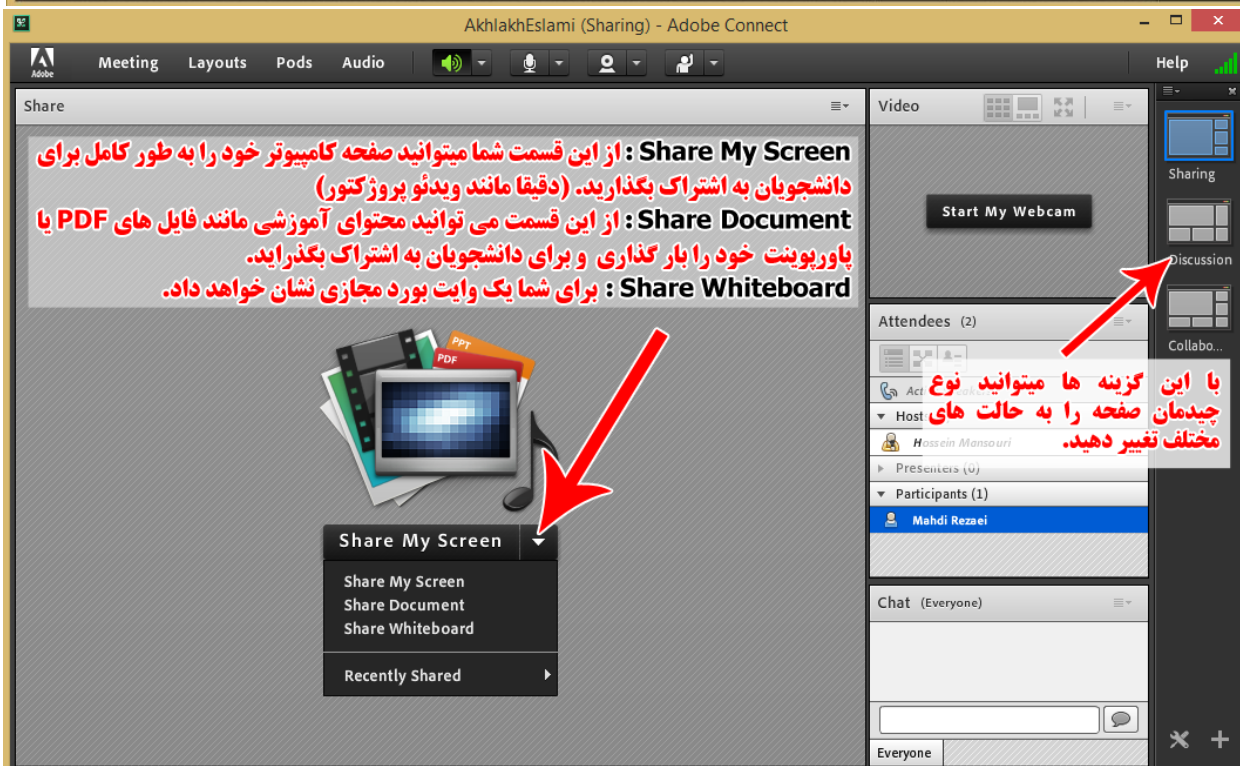 AkhlakhEslami (Sharing) - Adobe Connect
Adobe
Meeting Layouts Pods Audio
Help
Share
Share My Screen : از این قسمت شما میتوانید صفحه کامپیوتر خود را به طور کامل برای
دانشجویان به اشتراک بگذارید. (دقیقا مانند ویدئو پروژکتور)
Share Document : از این قسمت می توانید محتوای آموزشی مانند فایل های PDF یا
پاورپوینت خود را بار گذاری و برای دانشجویان به اشتراک بگذراید.
Share Whiteboard : برای شما یک وایت بورد مجازی نشان خواهد داد.
PPT
PDF
Share My Screen
Share My Screen
Share Document
Share Whiteboard
Recently Shared
Video
Start My Webcam
Attendees (2)
Hossein Mansouri
Presenters (0)
Participants (1)
Mahdi Rezaei
Chat (Everyone)
Everyone
Sharing
Discussion
Collabo...
با این گزینه ها میتوانید نوع
چیدمان صفحه را به حالت های
مختلف تغییر دهید.